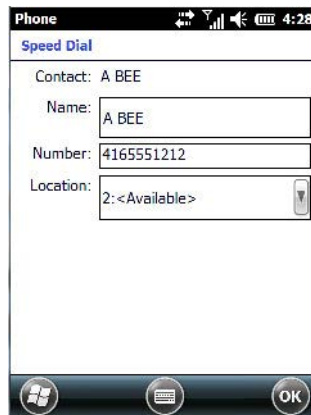 Phone 4:28
Speed Dial
Contact: A BEE
Name: A BEE
Number: 4165551212
Location: 2:<Available>
OK